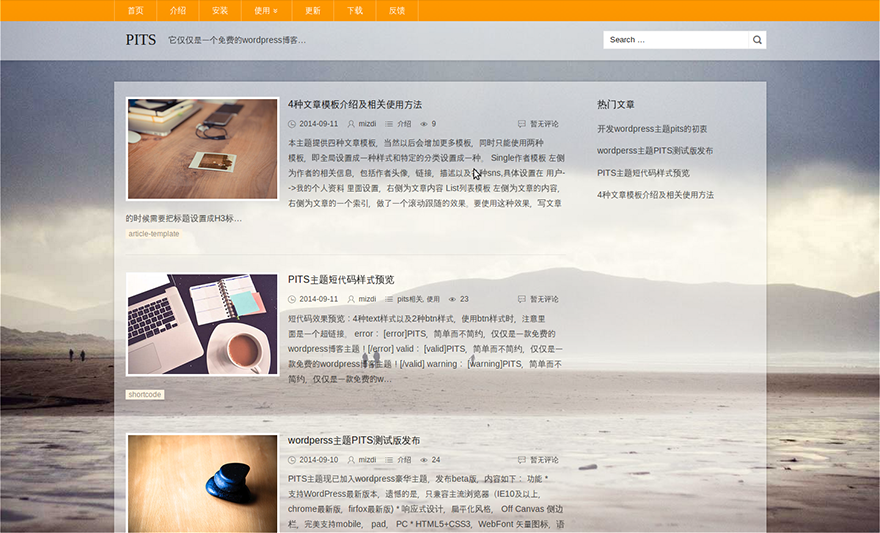 首页 介绍 安装 使用 更新 下载 反馈
PITS 它仅仅是一个免费的wordpress博客… Search …
4种文章模板介绍及相关使用方法
2014-09-11 mizdi 介绍 9 暂无评论
本主题提供四种文章模板，当然以后会增加更多模板，同时只能使用两种
模板，即全局设置成一种样式和特定的分类设置成一种。 Single作者模板 左侧
为作者的相关信息，包括作者头像，链接，描述以及 种sns,具体设置在 用户-
->我的个人资料 里面设置，右侧为文章内容 List列表模板 左侧为文章的内容,
右侧为文章的一个索引，做了一个滚动跟随的效果。要使用这种效果，写文章
的时候需要把标题设置成H3标…
article-template
PITS主题短代码样式预览
2014-09-11 mizdi pits相关, 使用 23 暂无评论
短代码效果预览：4种text样式以及2种btn样式，使用btn样式时，注意里
面是一个超链接。 error： [error]PITS，简单而不简约，仅仅是一款免费的
wordpress博客主题！[/error] valid： [valid]PITS，简单而不简约，仅仅是一
款免费的wordpress博客主题！[/valid] warning： [warning]PITS，简单而不
简约，仅仅是一款免费的w…
shortcode
wordperss主题PITS测试版发布
2014-09-10 mizdi 介绍 24 暂无评论
PITS主题现已加入wordpress豪华主题，发布beta版，内容如下： 功能 *
支持WordPress最新版本，遗憾的是，只兼容主流浏览器（IE10及以上,
chrome最新版, firfox最新版) * 响应式设计，扁平化风格， Off Canvas 侧边
栏，完美支持mobile， pad， PC * HTML5+CSS3，WebFont 矢量图标，语
热门文章
开发wordpress主题pits的初衷
wordperss主题PITS测试版发布
PITS主题短代码样式预览
4种文章模板介绍及相关使用方法